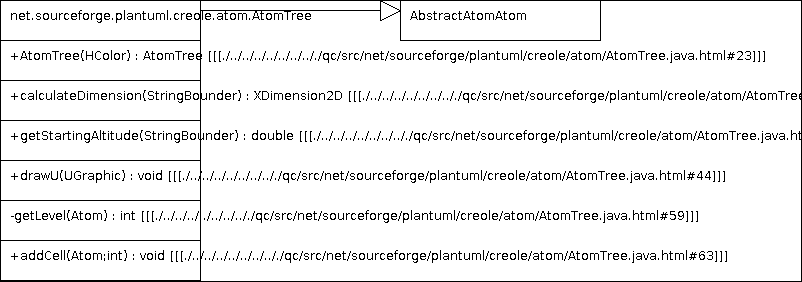 net.sourceforge.plantuml.creole.atom.AtomTree
AbstractAtomAtom
+AtomTree(HColor) : AtomTree [[[./../../../../../../../qc/src/net/sourceforge/plantuml/creole/atom/AtomTree.java.html#23]]]
+calculateDimension(StringBounder) : XDimension2D [[[./../../../../../../../qc/src/net/sourceforge/plantuml/creole/atom/AtomTree
+getStartingAltitude(StringBounder) : double [[[./../../../../../../../qc/src/net/sourceforge/plantuml/creole/atom/AtomTree.java.ht
+drawU(UGraphic) : void [[[./../../../../../../../qc/src/net/sourceforge/plantuml/creole/atom/AtomTree.java.html#44]]]
-getLevel(Atom) : int [[[./../../../../../../../qc/src/net/sourceforge/plantuml/creole/atom/AtomTree.java.html#59]]]
+addCell(Atom;int) : void [[[./../../../../../../../qc/src/net/sourceforge/plantuml/creole/atom/AtomTree.java.html#63]]]